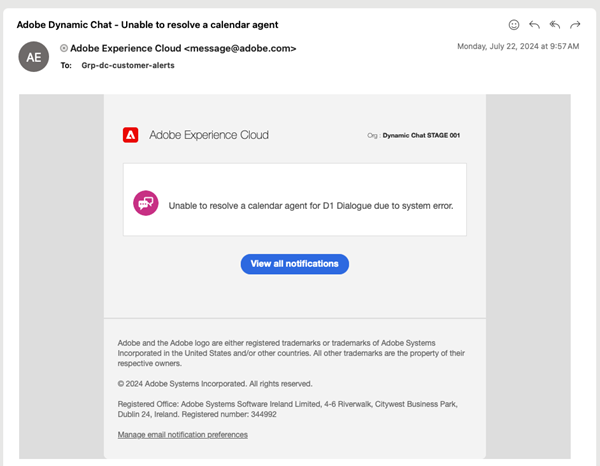 Adobe Dynamic Chat - Unable to resolve a calendar agent
AE
Adobe Experience Cloud <message@adobe.com>
Monday, July 22, 2024 at 9:57 AM
To: Grp-dc-customer-alerts
Adobe Experience Cloud
Org : Dynamic Chat STAGE 001
Unable to resolve a calendar agent for D1 Dialogue due to system error.
View all notifications
Adobe and the Adobe logo are either registered trademarks or trademarks of Adobe Systems
Incorporated in the United States and/or other countries. All other trademarks are the property of their
respective owners.
© 2024 Adobe Systems Incorporated. All rights reserved.
Registered Office: Adobe Systems Software Ireland Limited, 4-6 Riverwalk, Citywest Business Park,
Dublin 24, Ireland. Registered number: 344992
Manage email notification preferences